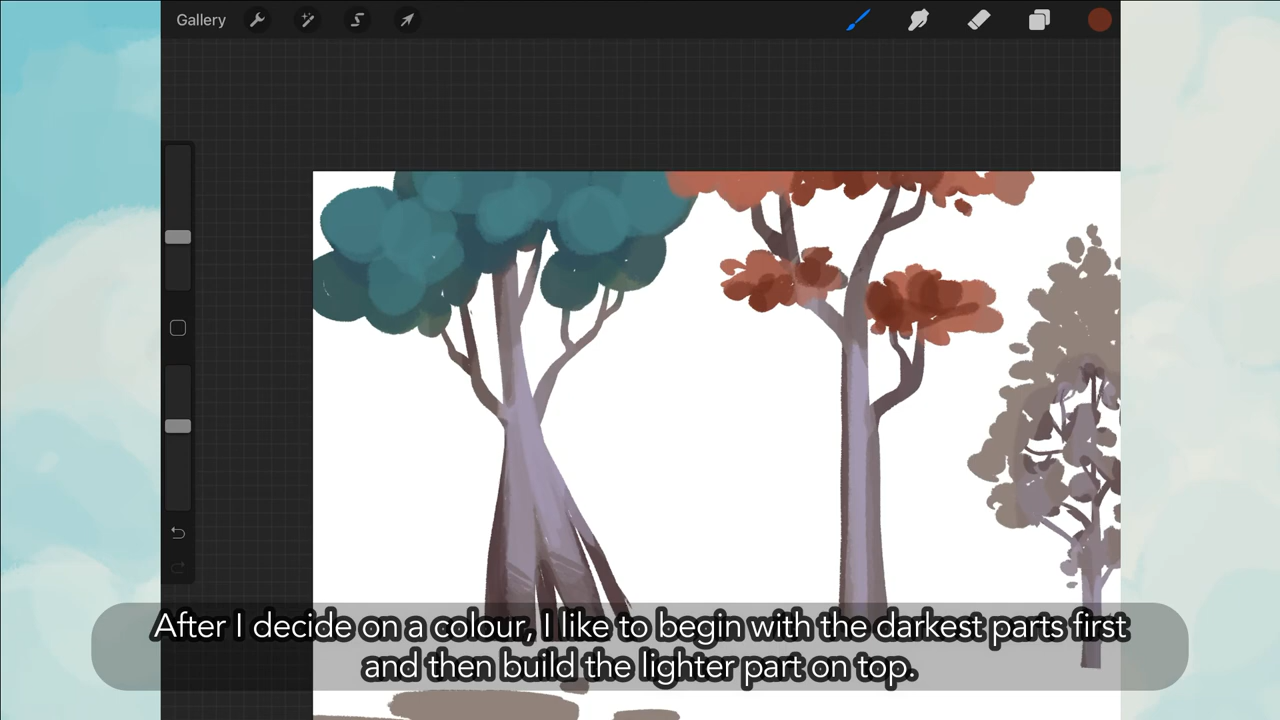 Gallery
After I decide on a colour, I like to begin with the darkest parts first
and then build the lighter part on top.